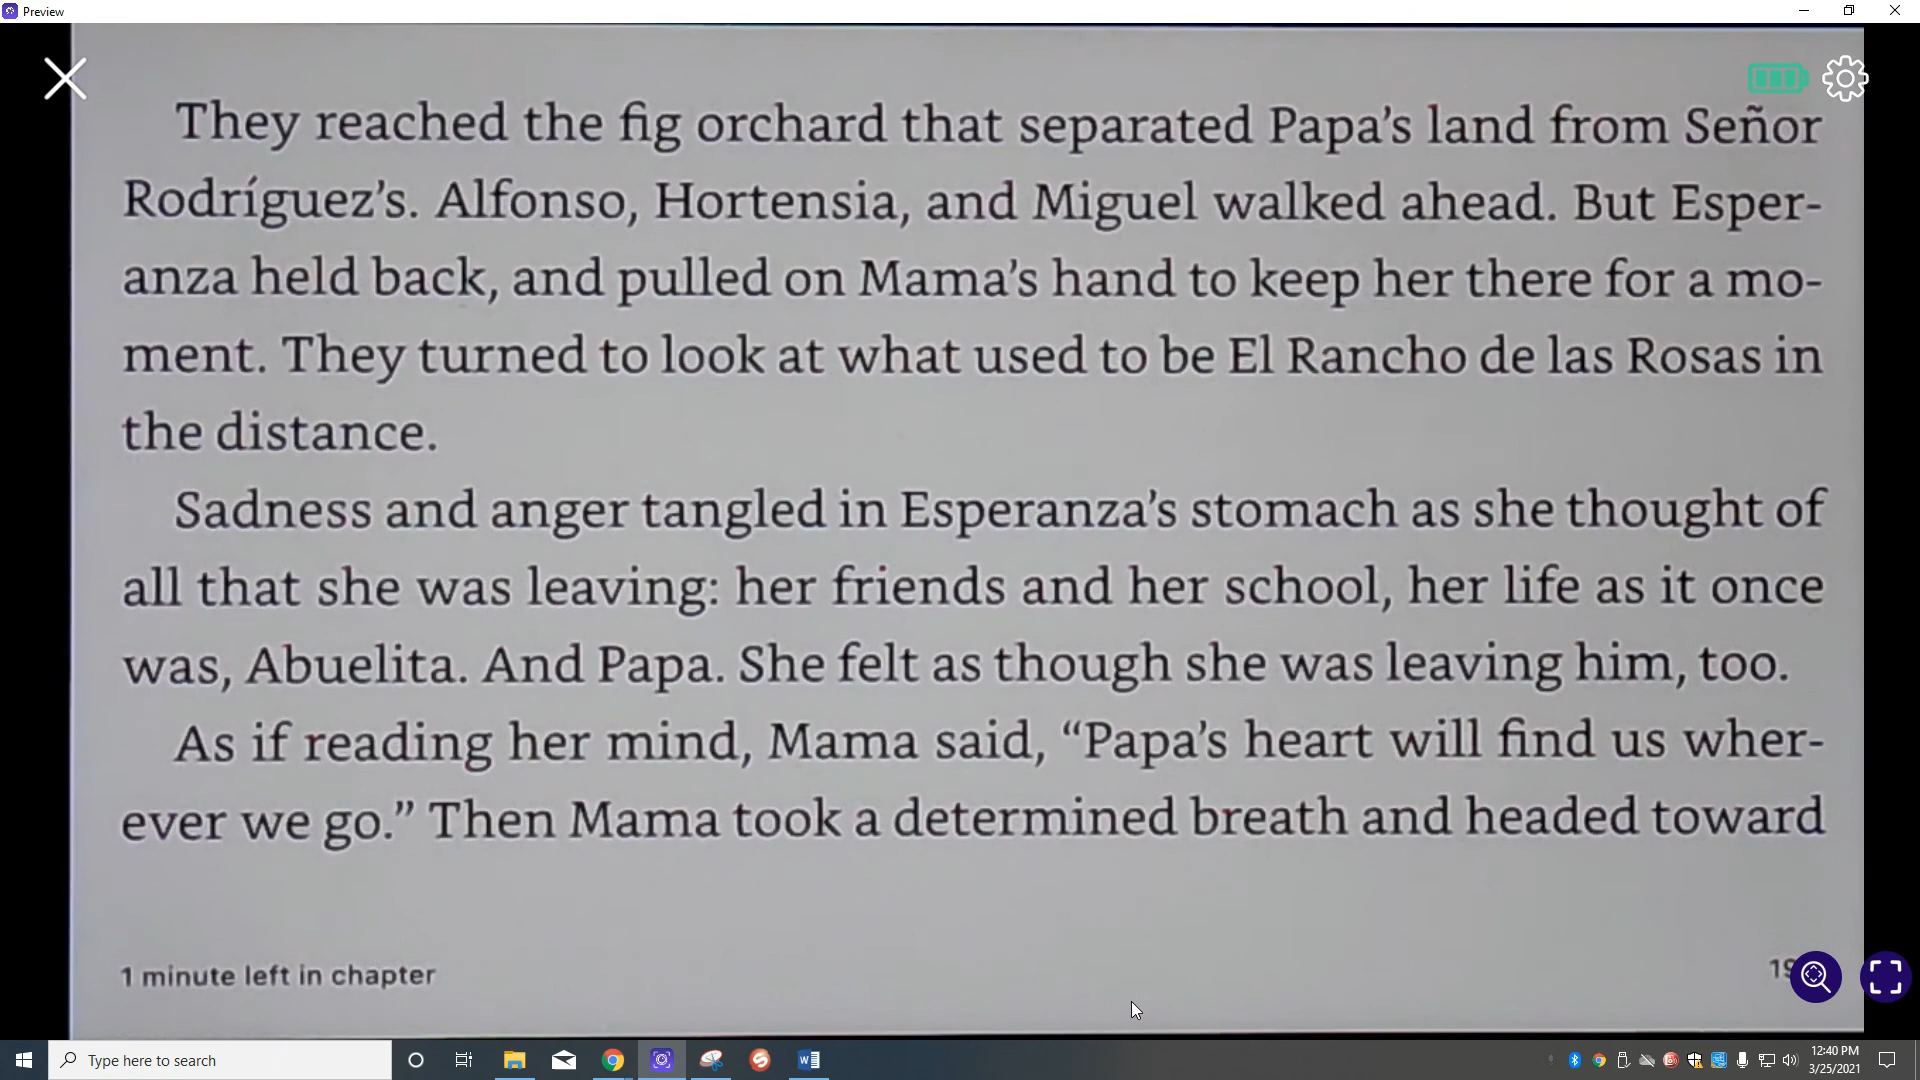 Preview
They reached the fig orchard that separated Papa’s land from Señor
Rodríguez’s. Alfonso, Hortensia, and Miguel walked ahead. But Esper-
anza held back, and pulled on Mama’s hand to keep her there for a mo-
ment. They turned to look at what used to be El Rancho de las Rosas in
the distance.
Sadness and anger tangled in Esperanza’s stomach as she thought of
all that she was leaving: her friends and her school, her life as it once
was, Abuelita. And Papa. She felt as though she was leaving him, too.
As if reading her mind, Mama said, “Papa’s heart will find us wher-
ever we go.” Then Mama took a determined breath and headed toward
1 minute left in chapter
Type here to search
12:40 PM
3/25/2021